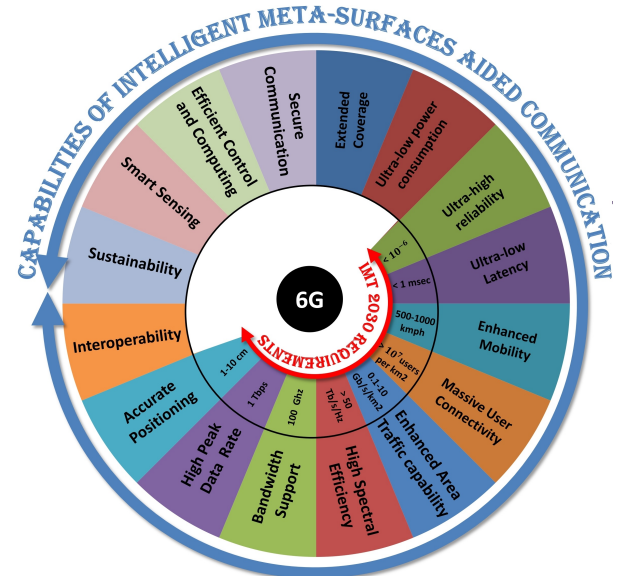 CAPABILITIES OF INTELLIGENT META-SURFACES AIDED COMMUNICATION
Extended
Coverage
Ultra-low power
consumption
Ultra-high
reliability
< 10⁻⁶
Ultra-low
Latency
< 1 msec
Enhanced
Mobility
500-1000
kmph
Massive User
Connectivity
> 10⁷users
per km2
Enhanced Area
Traffic capability
0.1-10
Gb/s/km2
High Spectral
Efficiency
> 50
Tb/s/Hz
Bandwidth
Support
100 Ghz
High Peak
Data Rate
1 Tbps
Accurate
Positioning
1-10 cm
Interoperability
Sustainability
Smart Sensing
Efficient Control
and Computing
Secure
Communication
IMT 2030 REQUIREMENTS
6G